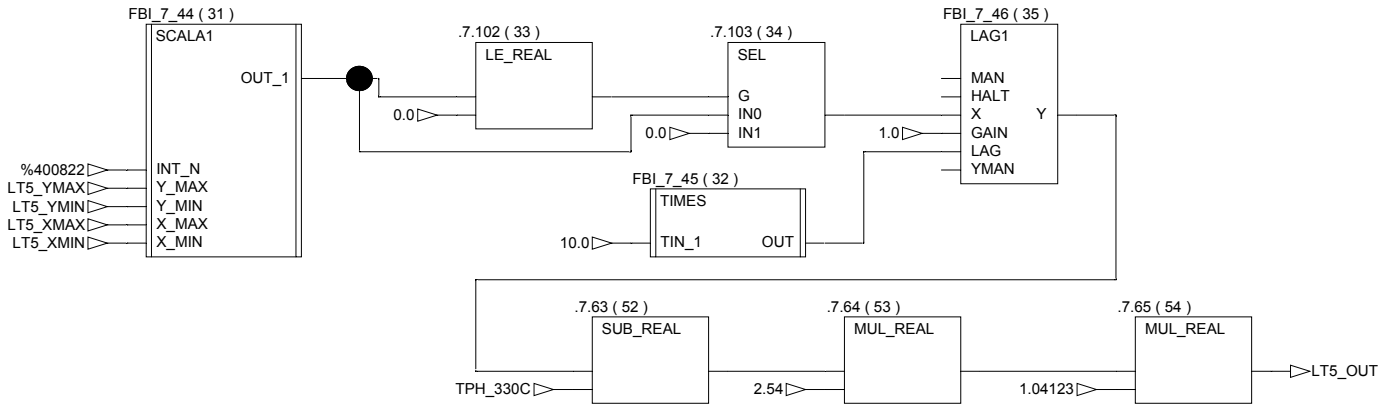 FBI_7_44 ( 31 )
SCALA1
OUT_1
%400822
INT_N
LT5_YMAX
Y_MAX
LT5_YMIN
Y_MIN
LT5_XMAX
X_MAX
LT5_XMIN
X_MIN
.7.102 ( 33 )
LE_REAL
0.0
.7.103 ( 34 )
SEL
G
IN0
0.0
IN1
FBI_7_46 ( 35 )
LAG1
MAN
HALT
X
Y
1.0
GAIN
LAG
YMAN
FBI_7_45 ( 32 )
TIMES
10.0
TIN_1
OUT
.7.63 ( 52 )
SUB_REAL
TPH_330C
.7.64 ( 53 )
MUL_REAL
2.54
.7.65 ( 54 )
MUL_REAL
1.04123
LT5_OUT